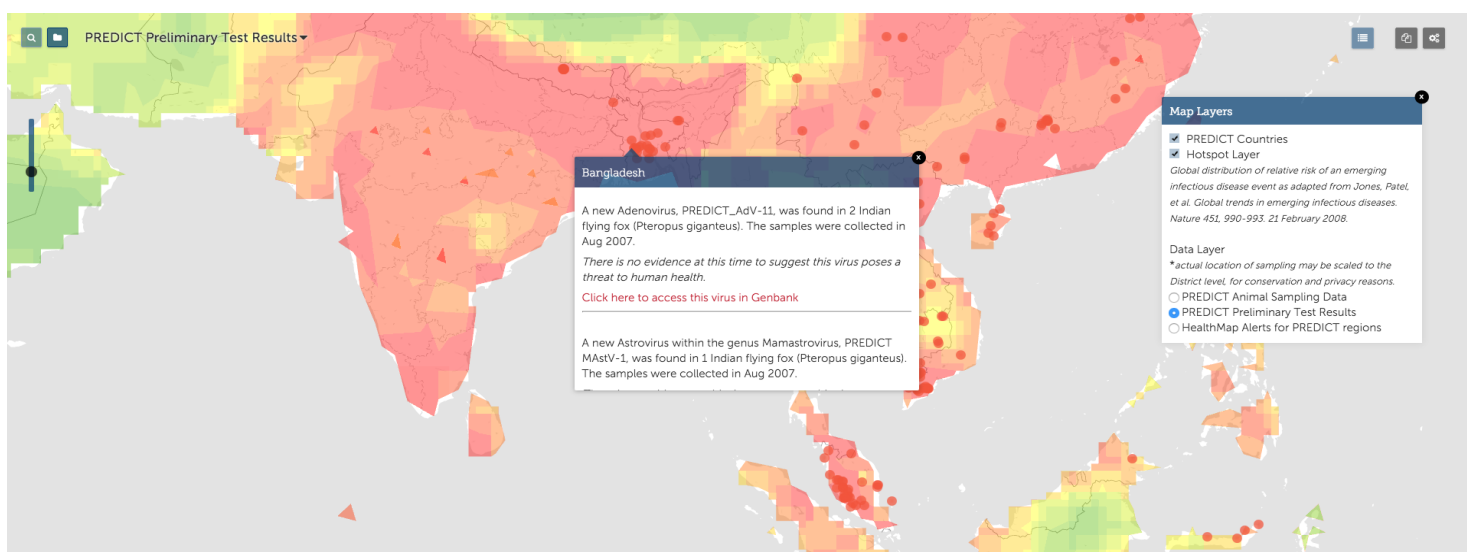 PREDICT Preliminary Test Results
Bangladesh
A new Adenovirus, PREDICT_AdV-11, was found in 2 Indian
flying fox (Pteropus giganteus). The samples were collected in
Aug 2007.
There is no evidence at this time to suggest this virus poses a
threat to human health.
Click here to access this virus in Genbank
A new Astrovirus within the genus Mamastrovirus, PREDICT
MAstV-1, was found in 1 Indian flying fox (Pteropus giganteus).
The samples were collected in Aug 2007.
Map Layers
PREDICT Countries
Hotspot Layer
Global distribution of relative risk of an emerging
infectious disease event as adapted from Jones, Patel,
et al. Global trends in emerging infectious diseases.
Nature 451, 990-993. 21 February 2008.
Data Layer
*actual location of sampling may be scaled to the
District level, for conservation and privacy reasons.
PREDICT Animal Sampling Data
PREDICT Preliminary Test Results
HealthMap Alerts for PREDICT regions